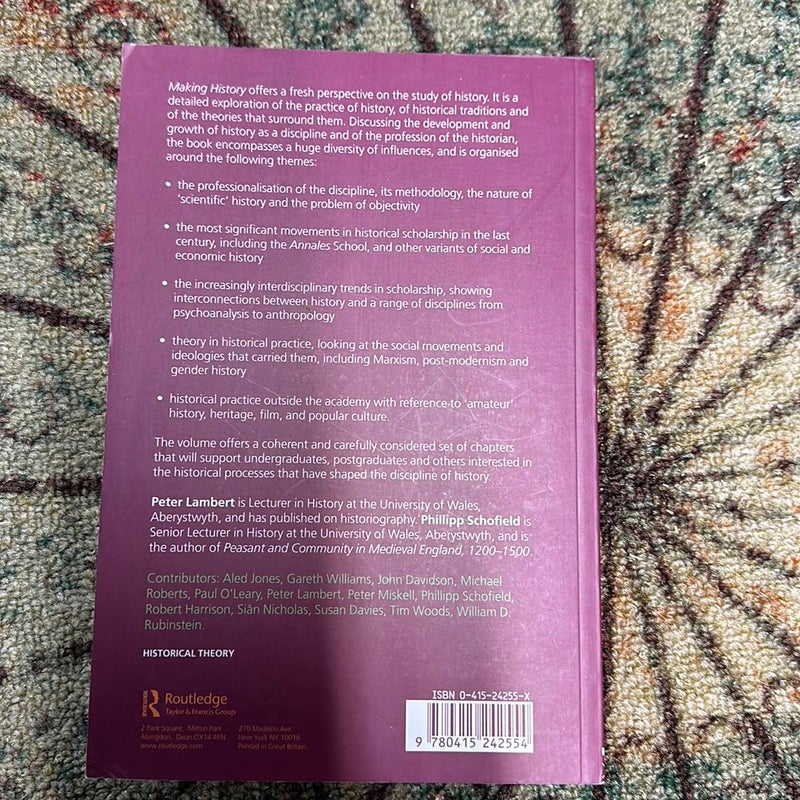 Making History offers a fresh perspective on the study of history. It is a
detailed exploration of the practice of history, of historical traditions and
of the theories that surround them. Discussing the development and
growth of history as a discipline and of the profession of the historian,
the book encompasses a huge diversity of influences, and is organised
around the following themes:
• the professionalisation of the discipline, its methodology, the nature of
'scientific' history and the problem of objectivity
• the most significant movements in historical scholarship in the last
century, including the Annales School, and other variants of social and
economic history
• the increasingly interdisciplinary trends in scholarship, showing
interconnections between history and a range of disciplines from
psychoanalysis to anthropology
• theory in historical practice, looking at the social movements and
ideologies that carried them, including Marxism, post-modernism and
gender history
• historical practice outside the academy with reference to 'amateur'
history, heritage, film, and popular culture.
The volume offers a coherent and carefully considered set of chapters
that will support undergraduates, postgraduates and others interested in
the historical processes that have shaped the discipline of history.
Peter Lambert is Lecturer in History at the University of Wales,
Aberystwyth, and has published on historiography. Phillipp Schofield is
Senior Lecturer in History at the University of Wales, Aberystwyth, and is
the author of Peasant and Community in Medieval England, 1200–1500.
Contributors: Aled Jones, Gareth Williams, John Davidson, Michael
Roberts, Paul O'Leary, Peter Lambert, Peter Miskell, Phillipp Schofield,
Robert Harrison, Siân Nicholas, Susan Davies, Tim Woods, William D.
Rubinstein.
HISTORICAL THEORY
ROUTLEDGE
Routledge
Taylor & Francis Group
2 Park Square, Milton Park
Abingdon, Oxon OX14 4RN
www.routledge.com
270 Madison Ave
New York NY 10016
Printed in Great Britain
ISBN 0-415-24255-X
9 780415 242554